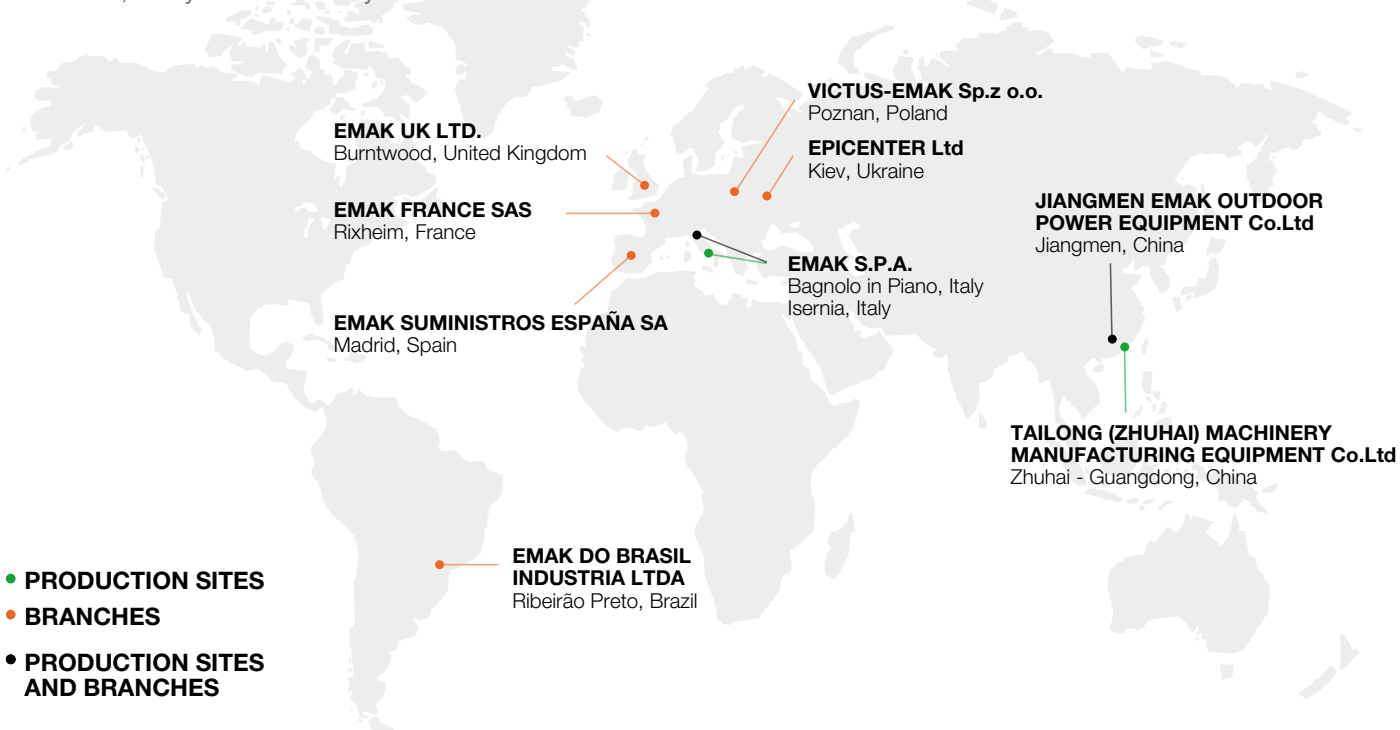 VICTUS-EMAK Sp.z o.o.
Poznan, Poland
EMAK UK LTD.
Burntwood, United Kingdom
EPICENTER Ltd
Kiev, Ukraine
EMAK FRANCE SAS
Rixheim, France
JIANGMEN EMAK OUTDOOR
POWER EQUIPMENT Co.Ltd
Jiangmen, China
EMAK S.P.A.
Bagnolo in Piano, Italy
Isernia, Italy
EMAK SUMINISTROS ESPAÑA SA
Madrid, Spain
TAILONG (ZHUHAI) MACHINERY
MANUFACTURING EQUIPMENT Co.Ltd
Zhuhai - Guangdong, China
EMAK DO BRASIL
INDUSTRIA LTDA
Ribeirão Preto, Brazil
PRODUCTION SITES
BRANCHES
PRODUCTION SITES
AND BRANCHES